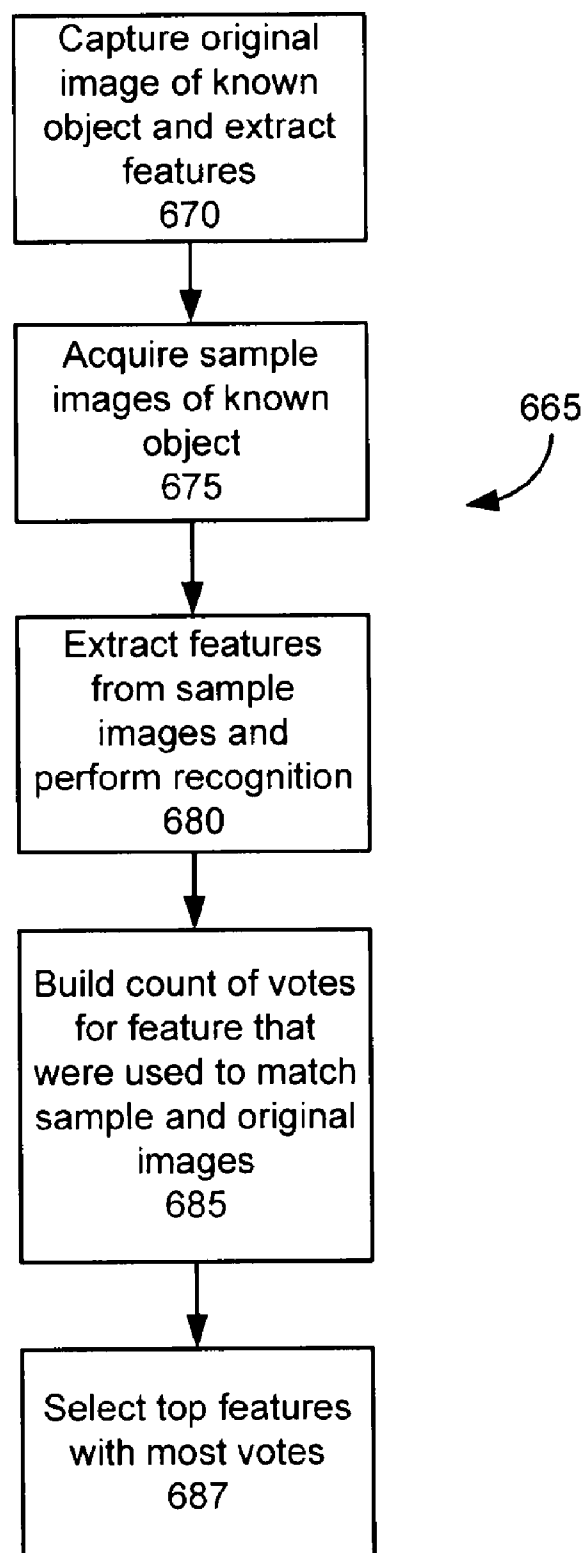 Capture original
image of known
object and extract
features
670
Acquire sample
images of known
object
675
665
Extract features
from sample
images and
perform recognition
680
Build count of votes
for feature that
were used to match
sample and original
images
685
Select top features
with most votes
687